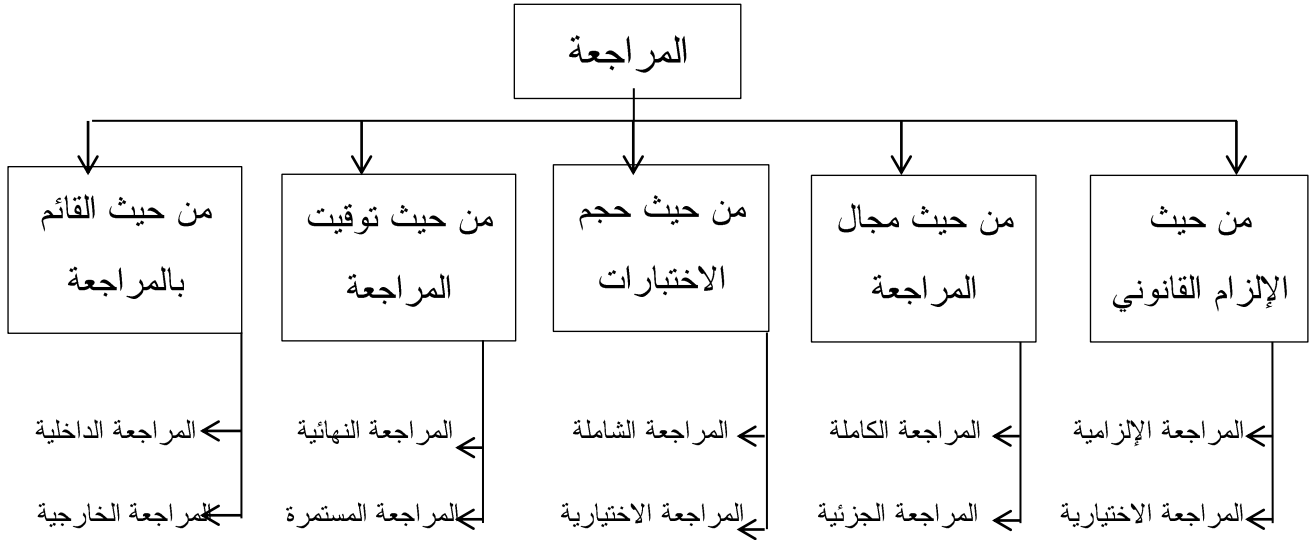 المراجعة
من حيث
الإلزام القانوني
من حيث مجال
المراجعة
من حيث حجم
الاختبارات
من حيث توقيت
المراجعة
من حيث القائم
بالمراجعة
المراجعة الإلزامية
المراجعة الاختيارية
المراجعة الكاملة
المراجعة الجزئية
المراجعة الشاملة
المراجعة الاختيارية
المراجعة النهائية
المراجعة المستمرة
المراجعة الداخلية
المراجعة الخارجية